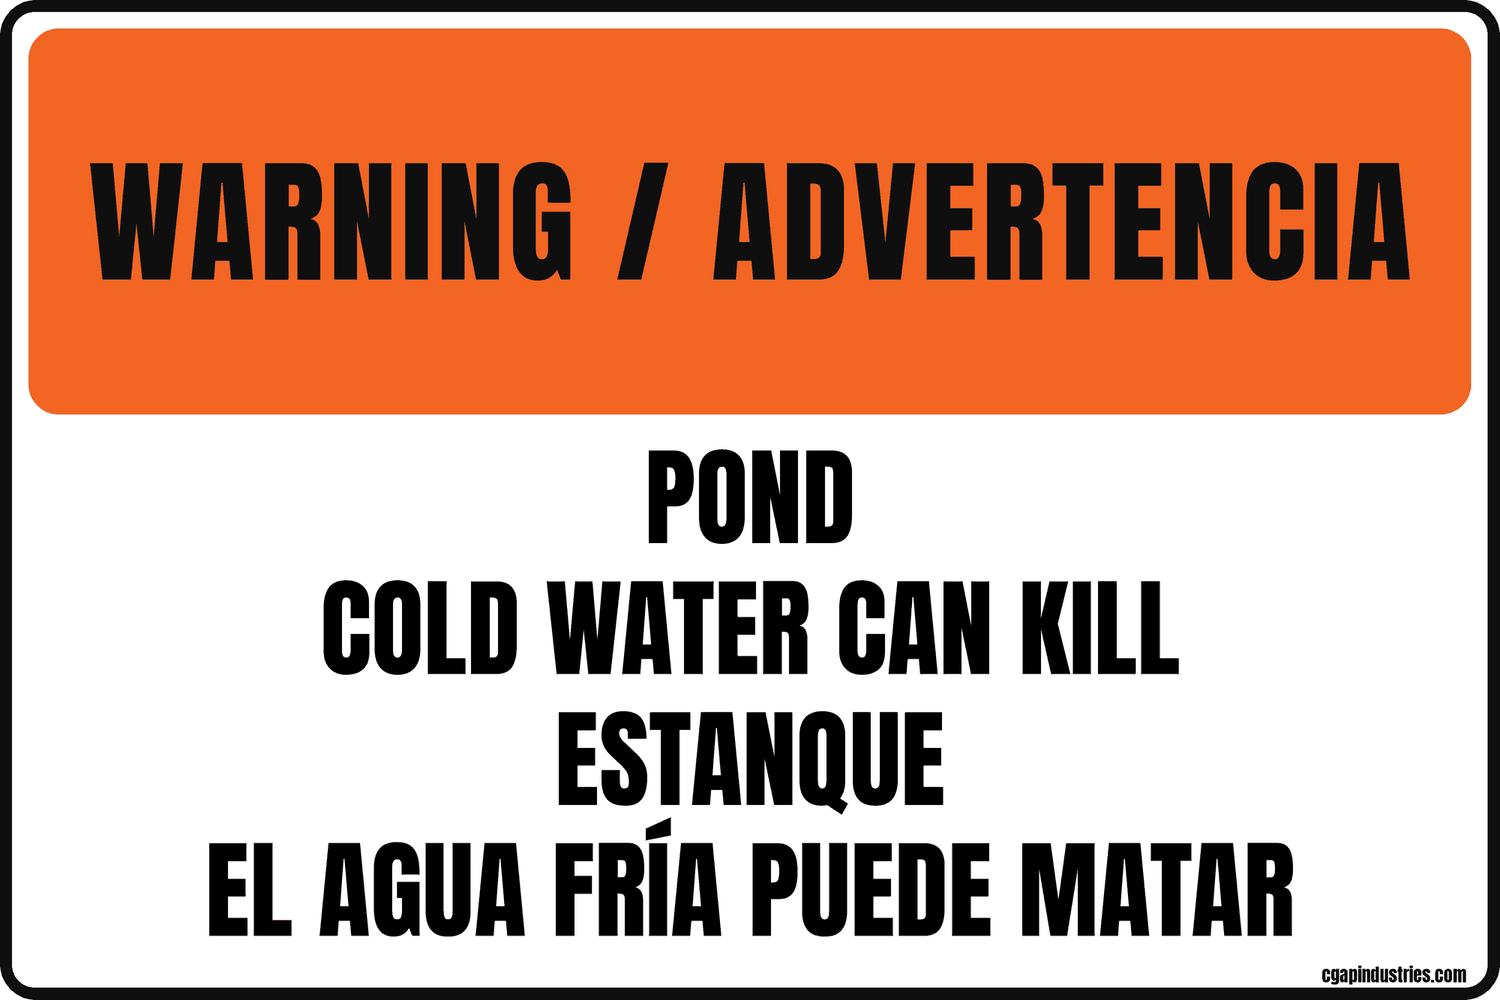 WARNING / ADVERTENCIA
POND
COLD WATER CAN KILL
ESTANQUE
EL AGUA FRÍA PUEDE MATAR
cgapindustries.com